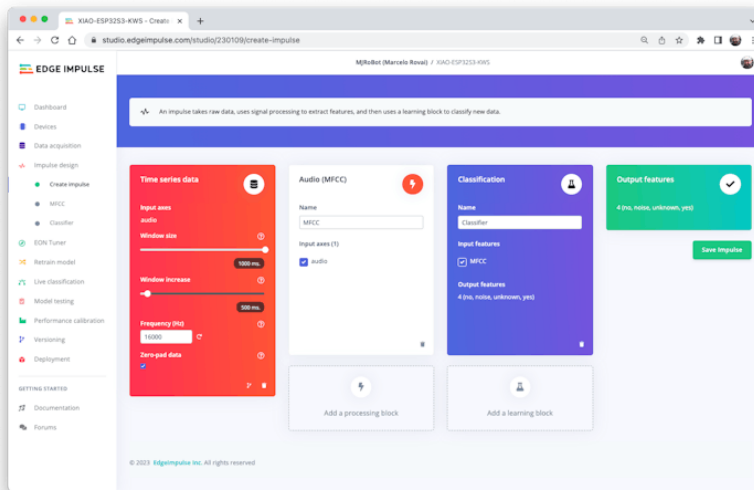 XIAO-ESP32S3-KWS - Create
studio.edgeimpulse.com/studio/230109/create-impulse
EDGE IMPULSE
MJRoBot (Marcelo Rovai) / XIAO-ESP32S3-KWS
An impulse takes raw data, uses signal processing to extract features, and then uses a learning block to classify new data.
Dashboard
Devices
Data acquisition
Impulse design
Create impulse
MFCC
Classifier
EON Tuner
Retrain model
Live classification
Model testing
Performance calibration
Versioning
Deployment
GETTING STARTED
Documentation
Forums
Time series data
Input axes
audio
Window size
1000 ms.
Window increase
500 ms.
Frequency (Hz)
16000
Zero-pad data
Audio (MFCC)
Name
MFCC
Input axes (1)
audio
Classification
Name
Classifier
Input features
MFCC
Output features
4 (no, noise, unknown, yes)
Output features
4 (no, noise, unknown, yes)
Save Impulse
Add a processing block
Add a learning block
© 2023 EdgeImpulse Inc. All rights reserved